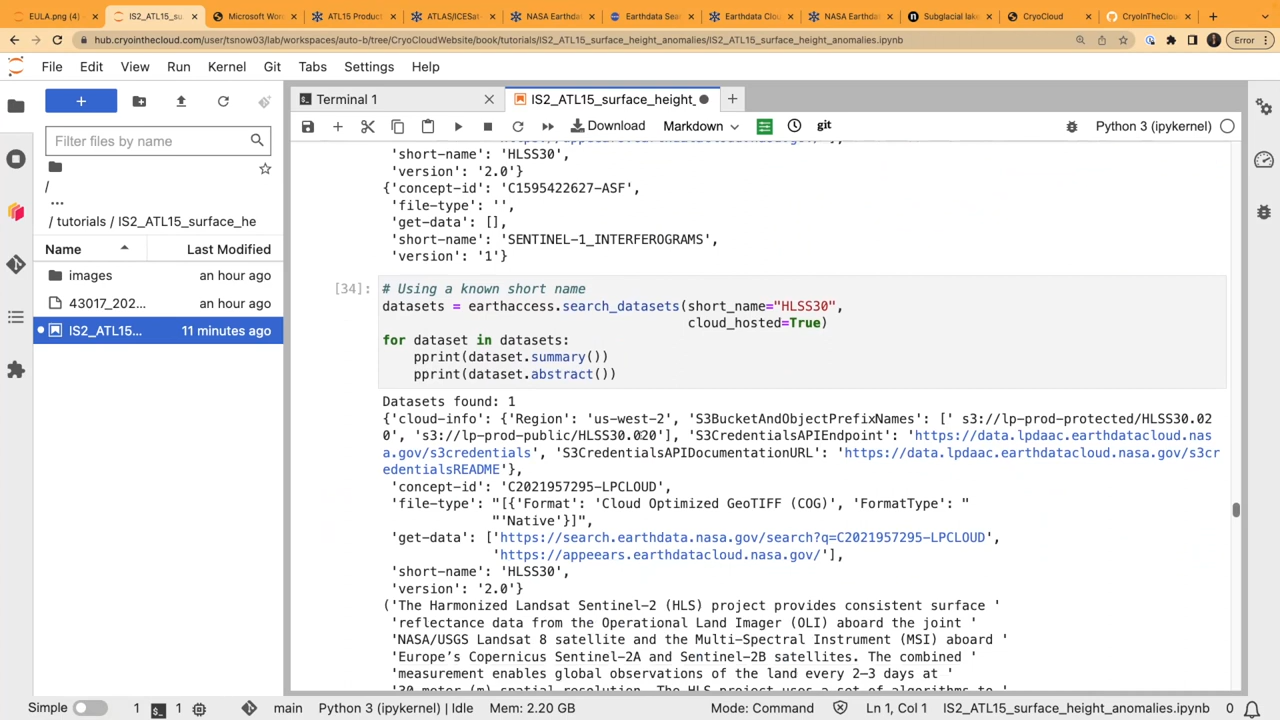 EULA.png (4)
IS2_ATL15_su
Microsoft Wor
ATL15 Product
ATLAS/ICESat-
NASA Earthda
Earthdata Sea
Earthdata Clo
NASA Earthda
Subglacial lake
CryoCloud
CryoInTheClou
hub.cryointhecloud.com/user/tsnow03/lab/workspaces/auto-b/tree/CryoCloudWebsite/book/tutorials/IS2_ATL15_surface_height_anomalies/IS2_ATL15_surface_height_anomalies.ipynb
Error
File Edit View Run Kernel Git Tabs Settings Help
Filter files by name
/
...
/ tutorials / IS2_ATL15_surface_he
Name Last Modified
images an hour ago
43017_202... an hour ago
IS2_ATL15... 11 minutes ago
Terminal 1
IS2_ATL15_surface_height_
Download Markdown git Python 3 (ipykernel)
'short-name': 'HLSS30',
'version': '2.0'}
{'concept-id': 'C1595422627-ASF',
'file-type': '',
'get-data': [],
'short-name': 'SENTINEL-1_INTERFEROGRAMS',
'version': '1'}
[34]:
# Using a known short name
datasets = earthaccess.search_datasets(short_name="HLSS30",
cloud_hosted=True)
for dataset in datasets:
pprint(dataset.summary())
pprint(dataset.abstract())
Datasets found: 1
{'cloud-info': {'Region': 'us-west-2', 'S3BucketAndObjectPrefixNames': [' s3://lp-prod-protected/HLSS30.02
0', 's3://lp-prod-public/HLSS30.020'], 'S3CredentialsAPIEndpoint': 'https://data.lpdaac.earthdatacloud.nas
a.gov/s3credentials', 'S3CredentialsAPIDocumentationURL': 'https://data.lpdaac.earthdatacloud.nasa.gov/s3cr
edentialsREADME'},
'concept-id': 'C2021957295-LPCLOUD',
'file-type': "[{'Format': 'Cloud Optimized GeoTIFF (COG)', 'FormatType': "
"'Native'}]",
'get-data': ['https://search.earthdata.nasa.gov/search?q=C2021957295-LPCLOUD',
'https://appeears.earthdatacloud.nasa.gov/'],
'short-name': 'HLSS30',
'version': '2.0'}
('The Harmonized Landsat Sentinel-2 (HLS) project provides consistent surface '
'reflectance data from the Operational Land Imager (OLI) aboard the joint '
'NASA/USGS Landsat 8 satellite and the Multi-Spectral Instrument (MSI) aboard '
'Europe’s Copernicus Sentinel-2A and Sentinel-2B satellites. The combined '
'measurement enables global observations of the land every 2–3 days at '
'30-meter (m) spatial resolution. The HLS project uses a set of algorithms to '
Simple 1 1 main Python 3 (ipykernel) | Idle Mem: 2.20 GB Mode: Command Ln 1, Col 1 IS2_ATL15_surface_height_anomalies.ipynb 0